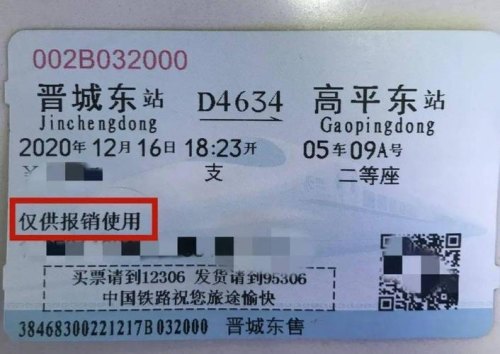 002B032000
晋城东站 D4634 高平东站
Jinchengdong Gaopingdong
2020年12月16日18:23开 05车09A号
¥ 支 二等座
仅供报销使用
买票请到12306 发货请到95306
中国铁路祝您旅途愉快
38468300221217B032000 晋城东售